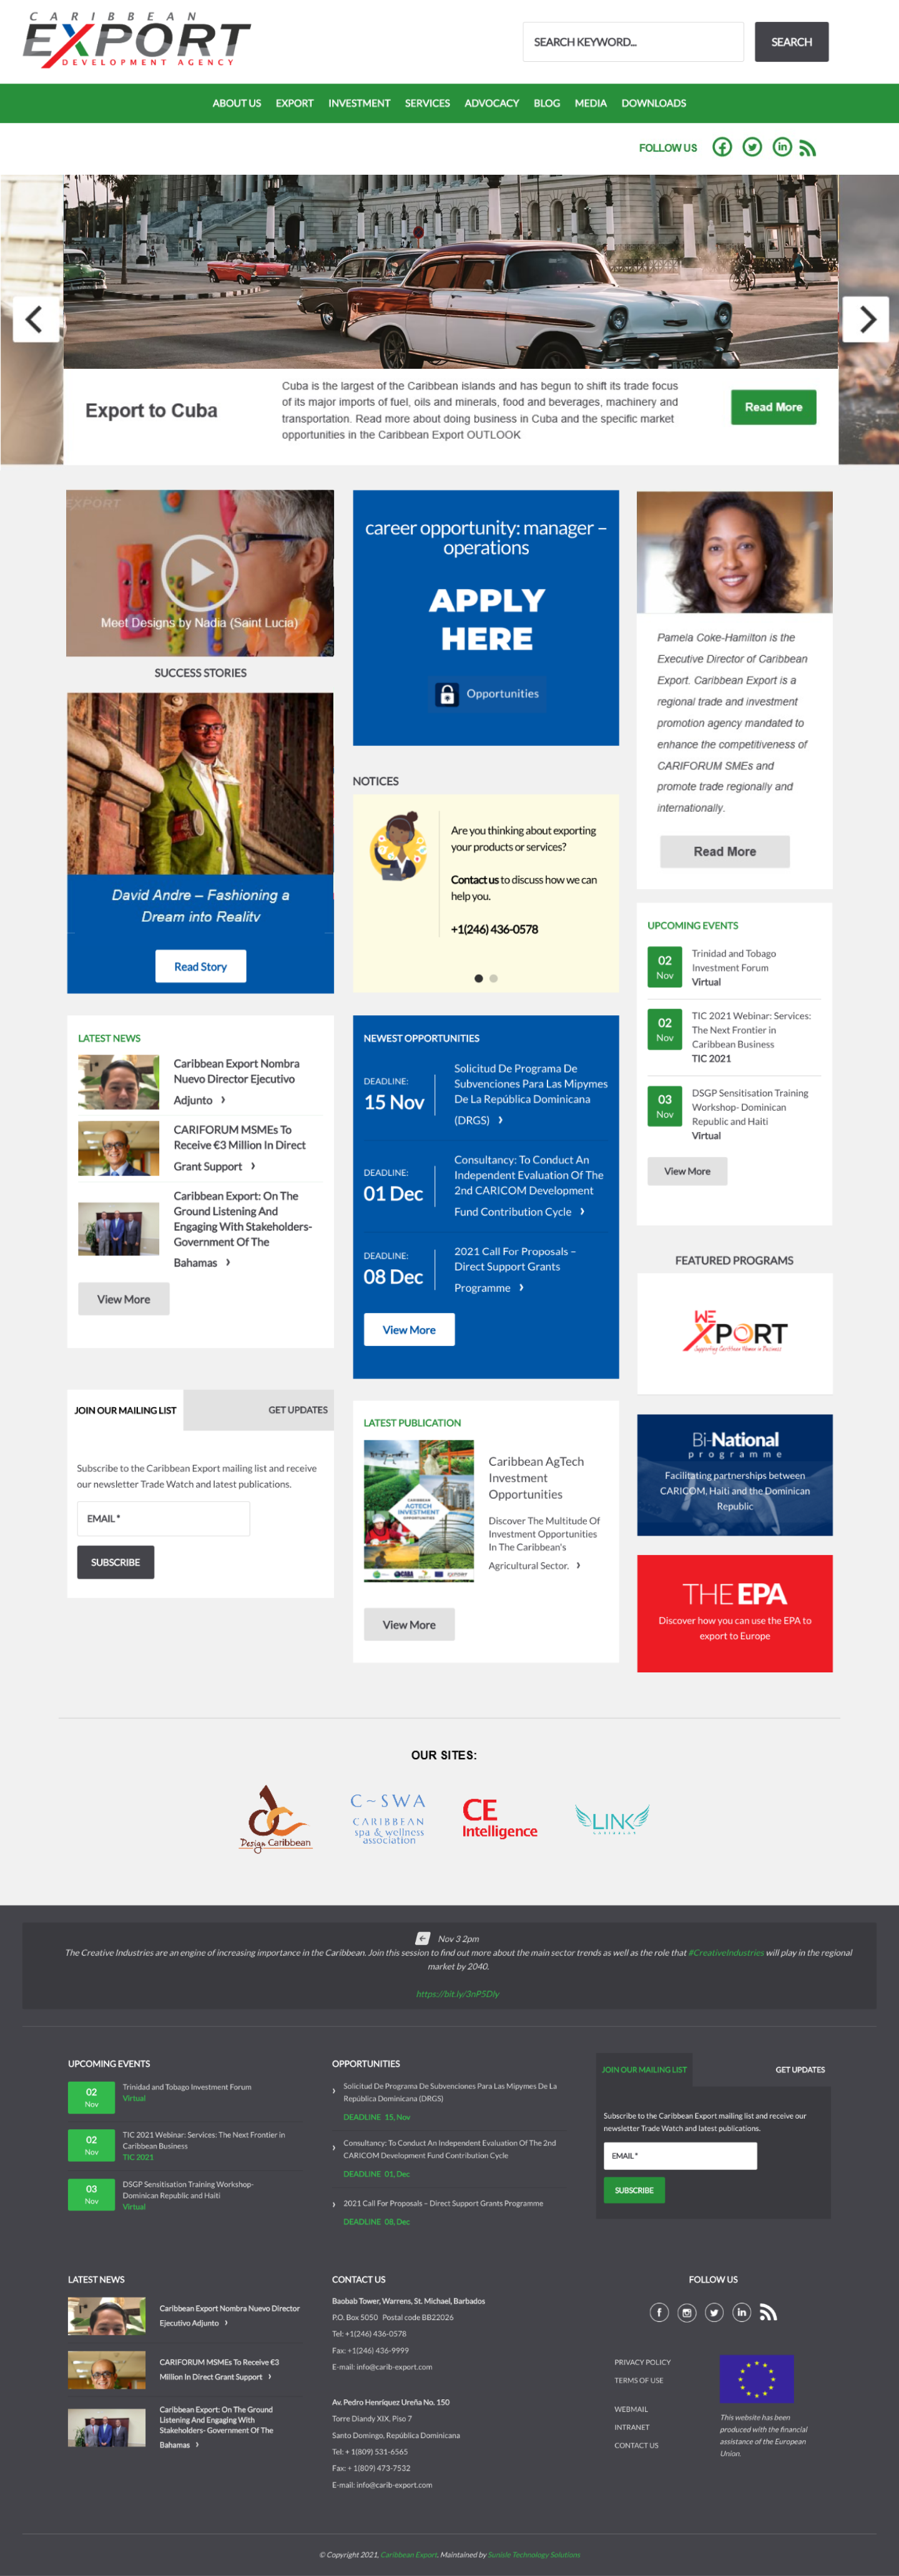 CARIBBEAN
EXPORT
DEVELOPMENT AGENCY
SEARCH KEYWORD...
SEARCH
ABOUT US EXPORT INVESTMENT SERVICES ADVOCACY BLOG MEDIA DOWNLOADS
FOLLOW US
Export to Cuba
Cuba is the largest of the Caribbean islands and has begun to shift its trade focus
of its major imports of fuel, oils and minerals, food and beverages, machinery and
transportation. Read more about doing business in Cuba and the specific market
opportunities in the Caribbean Export OUTLOOK
Read More
EXPORT
Meet Designs by Nadia (Saint Lucia)
SUCCESS STORIES
David Andre – Fashioning a
Dream into Reality
Read Story
career opportunity: manager –
operations
APPLY
HERE
Opportunities
NOTICES
Are you thinking about exporting
your products or services?
Contact us to discuss how we can
help you.
+1(246) 436-0578
Pamela Coke-Hamilton is the
Executive Director of Caribbean
Export. Caribbean Export is a
regional trade and investment
promotion agency mandated to
enhance the competitiveness of
CARIFORUM SMEs and
promote trade regionally and
internationally.
Read More
UPCOMING EVENTS
02
Nov
Trinidad and Tobago
Investment Forum
Virtual
02
Nov
TIC 2021 Webinar: Services:
The Next Frontier in
Caribbean Business
TIC 2021
03
Nov
DSGP Sensitisation Training
Workshop- Dominican
Republic and Haiti
Virtual
View More
LATEST NEWS
Caribbean Export Nombra
Nuevo Director Ejecutivo
Adjunto ›
CARIFORUM MSMEs To
Receive €3 Million In Direct
Grant Support ›
Caribbean Export: On The
Ground Listening And
Engaging With Stakeholders-
Government Of The
Bahamas ›
View More
NEWEST OPPORTUNITIES
DEADLINE:
15 Nov
Solicitud De Programa De
Subvenciones Para Las Mipymes
De La República Dominicana
(DRGS) ›
DEADLINE:
01 Dec
Consultancy: To Conduct An
Independent Evaluation Of The
2nd CARICOM Development
Fund Contribution Cycle ›
DEADLINE:
08 Dec
2021 Call For Proposals –
Direct Support Grants
Programme ›
View More
FEATURED PROGRAMS
WE
XPORT
Supporting Caribbean Women in Business
Bi-National
programme
Facilitating partnerships between
CARICOM, Haiti and the Dominican
Republic
THE EPA
Discover how you can use the EPA to
export to Europe
JOIN OUR MAILING LIST
GET UPDATES
Subscribe to the Caribbean Export mailing list and receive
our newsletter Trade Watch and latest publications.
EMAIL *
SUBSCRIBE
LATEST PUBLICATION
CARIBBEAN
AGTECH
INVESTMENT
OPPORTUNITIES
Caribbean AgTech
Investment
Opportunities
Discover The Multitude Of
Investment Opportunities
In The Caribbean's
Agricultural Sector. ›
View More
OUR SITES:
Design Caribbean
C~SWA
CARIBBEAN
spa & wellness
association
CE
Intelligence
LINK
CARIBBEAN
Nov 3 2pm
The Creative Industries are an engine of increasing importance in the Caribbean. Join this session to find out more about the main sector trends as well as the role that #CreativeIndustries will play in the regional
market by 2040.
https://bit.ly/3nP5Dly
UPCOMING EVENTS
02
Nov
Trinidad and Tobago Investment Forum
Virtual
02
Nov
TIC 2021 Webinar: Services: The Next Frontier in
Caribbean Business
TIC 2021
03
Nov
DSGP Sensitisation Training Workshop-
Dominican Republic and Haiti
Virtual
OPPORTUNITIES
› Solicitud De Programa De Subvenciones Para Las Mipymes De La
República Dominicana (DRGS)
DEADLINE 15, Nov
› Consultancy: To Conduct An Independent Evaluation Of The 2nd
CARICOM Development Fund Contribution Cycle
DEADLINE 01, Dec
› 2021 Call For Proposals – Direct Support Grants Programme
DEADLINE 08, Dec
JOIN OUR MAILING LIST
GET UPDATES
Subscribe to the Caribbean Export mailing list and receive our
newsletter Trade Watch and latest publications.
EMAIL *
SUBSCRIBE
LATEST NEWS
Caribbean Export Nombra Nuevo Director
Ejecutivo Adjunto ›
CARIFORUM MSMEs To Receive €3
Million In Direct Grant Support ›
Caribbean Export: On The Ground
Listening And Engaging With
Stakeholders- Government Of The
Bahamas ›
CONTACT US
Baobab Tower, Warrens, St. Michael, Barbados
P.O. Box 5050 Postal code BB22026
Tel: +1(246) 436-0578
Fax: +1(246) 436-9999
E-mail: info@carib-export.com
Av. Pedro Henríquez Ureña No. 150
Torre Diandy XIX, Piso 7
Santo Domingo, República Dominicana
Tel: + 1(809) 531-6565
Fax: + 1(809) 473-7532
E-mail: info@carib-export.com
FOLLOW US
PRIVACY POLICY
TERMS OF USE
WEBMAIL
INTRANET
CONTACT US
This website has been
produced with the financial
assistance of the European
Union.
© Copyright 2021, Caribbean Export, Maintained by Sunisle Technology Solutions